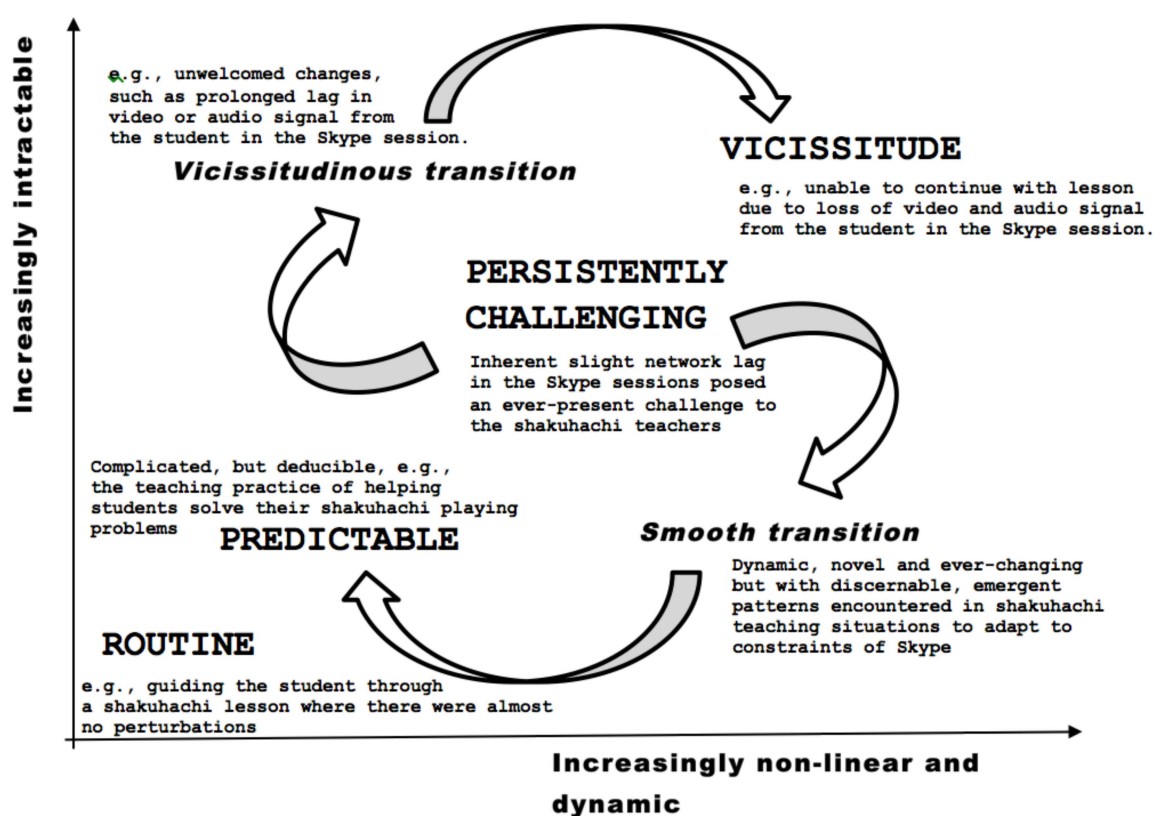 Increasingly intractable
e.g., unwelcomed changes,
such as prolonged lag in
video or audio signal from
the student in the Skype session.
Vicissitudinous transition
VICISSITUDE
e.g., unable to continue with lesson
due to loss of video and audio signal
from the student in the Skype session.
PERSISTENTLY
CHALLENGING
Inherent slight network lag
in the Skype sessions posed
an ever-present challenge to
the shakuhachi teachers
Complicated, but deducible, e.g.,
the teaching practice of helping
students solve their shakuhachi playing
problems
PREDICTABLE
Smooth transition
Dynamic, novel and ever-changing
but with discernable, emergent
patterns encountered in shakuhachi
teaching situations to adapt to
constraints of Skype
ROUTINE
e.g., guiding the student through
a shakuhachi lesson where there were almost
no perturbations
Increasingly non-linear and
dynamic